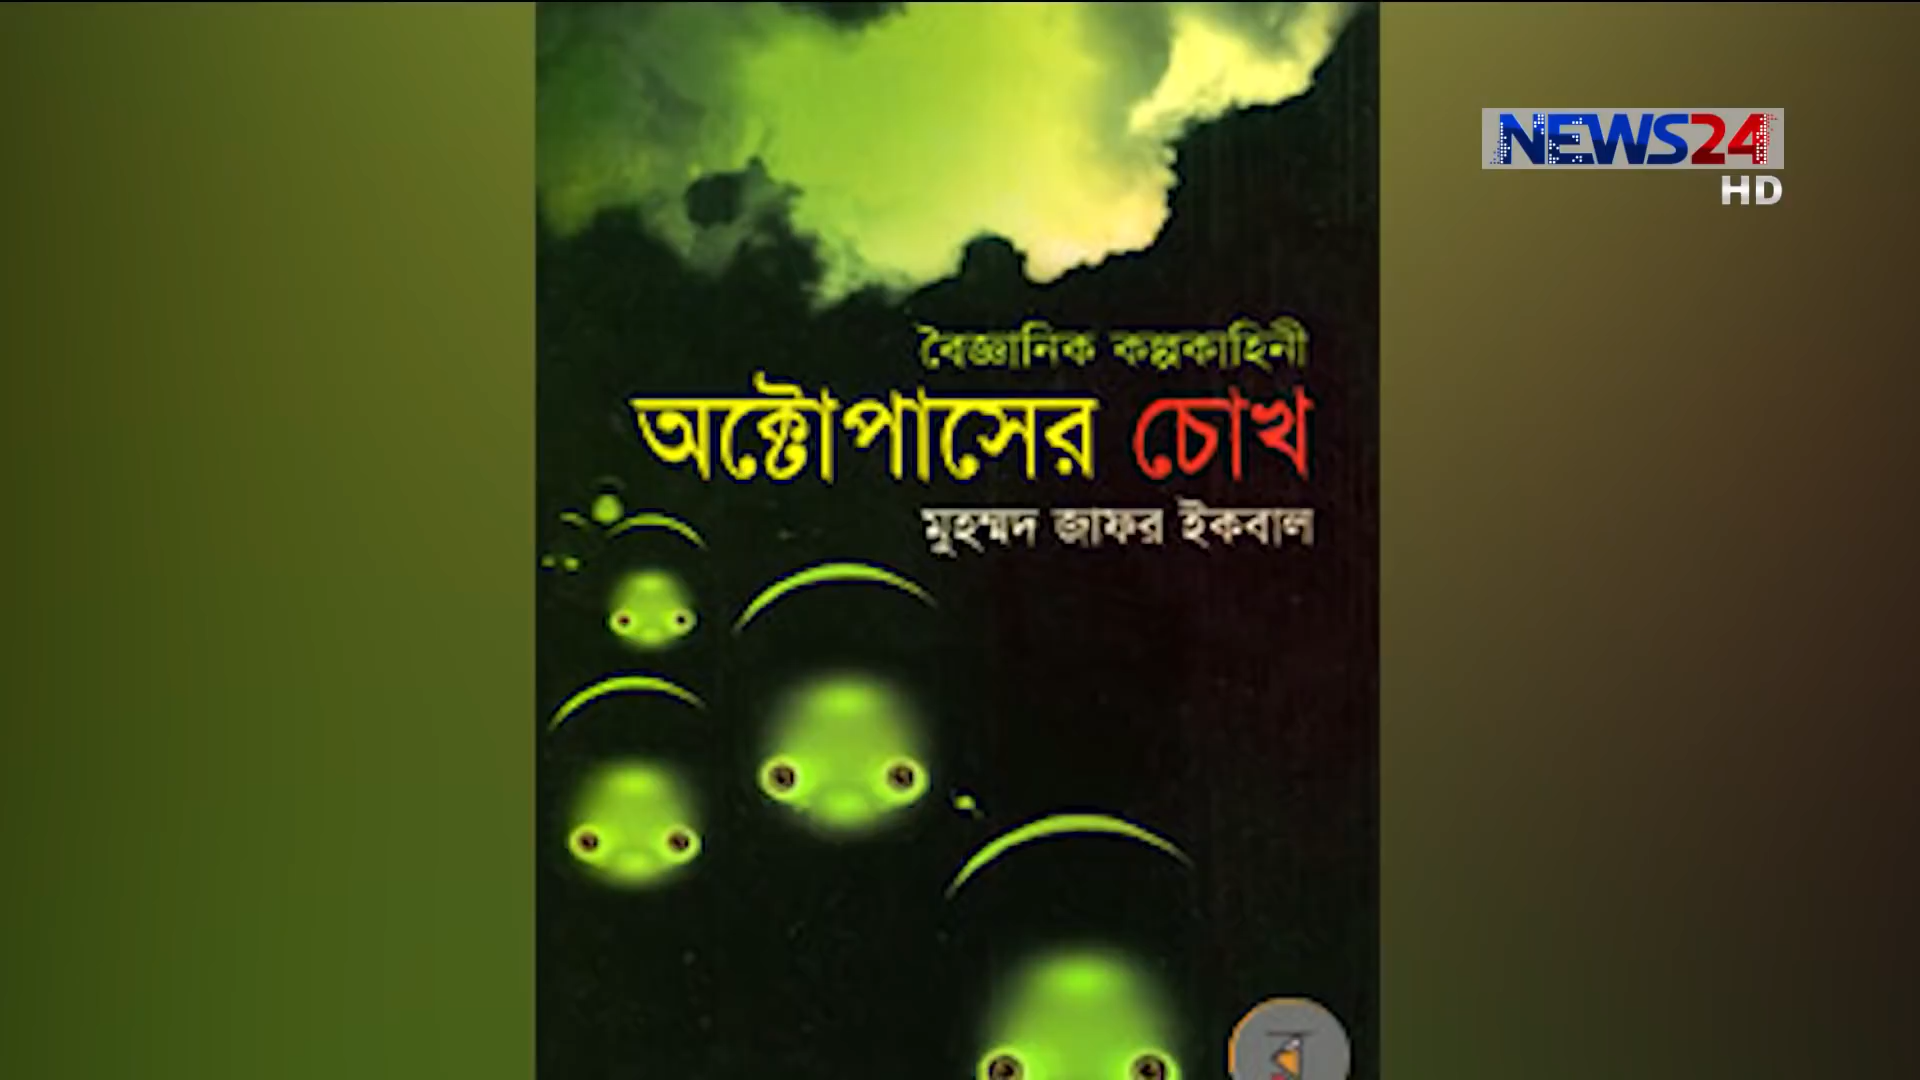 NEWS24
HD
বৈজ্ঞানিক কল্পকাহিনী
অক্টোপাসের চোখ
মুহম্মদ জাফর ইকবাল
র